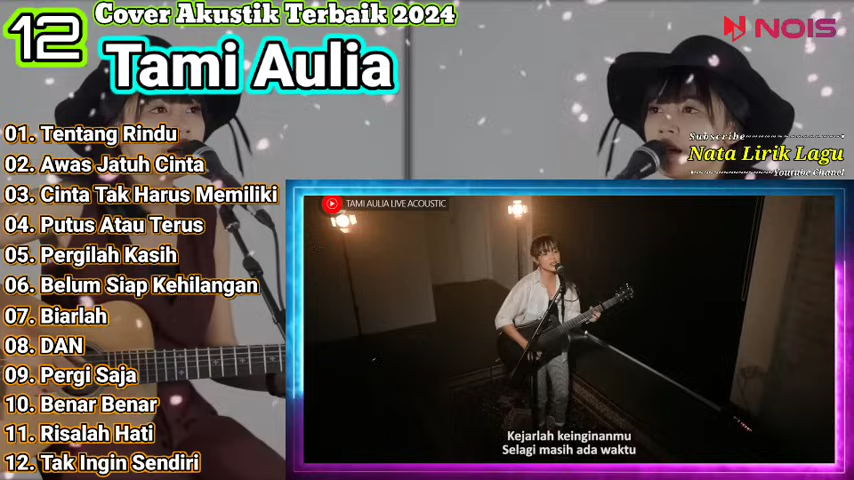 12
Cover Akustik Terbaik 2024
Tami Aulia
NOIS
Subscribe
Nata Lirik Lagu
Youtube Chanel
01. Tentang Rindu
02. Awas Jatuh Cinta
03. Cinta Tak Harus Memiliki
04. Putus Atau Terus
05. Pergilah Kasih
06. Belum Siap Kehilangan
07. Biarlah
08. DAN
09. Pergi Saja
10. Benar Benar
11. Risalah Hati
12. Tak Ingin Sendiri
TAMI AULIA LIVE ACOUSTIC
Kejarlah keinginanmu
Selagi masih ada waktu